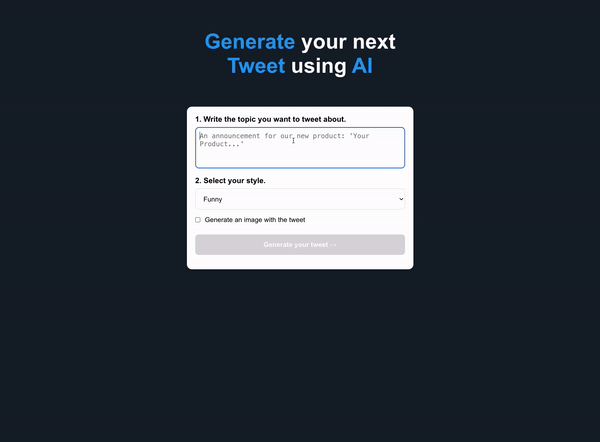 Generate your next
Tweet using AI
1. Write the topic you want to tweet about.
An announcement for our new product: 'Your
Product...'
2. Select your style.
Funny
Generate an image with the tweet
Generate your tweet →